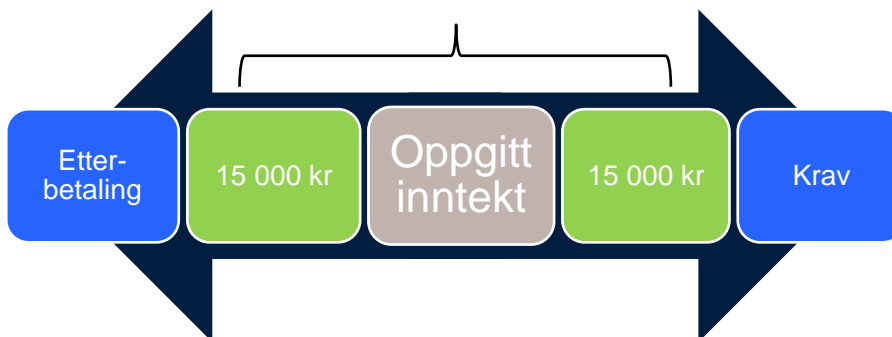 Etter-
betaling
15 000 kr
Oppgitt
inntekt
15 000 kr
Krav